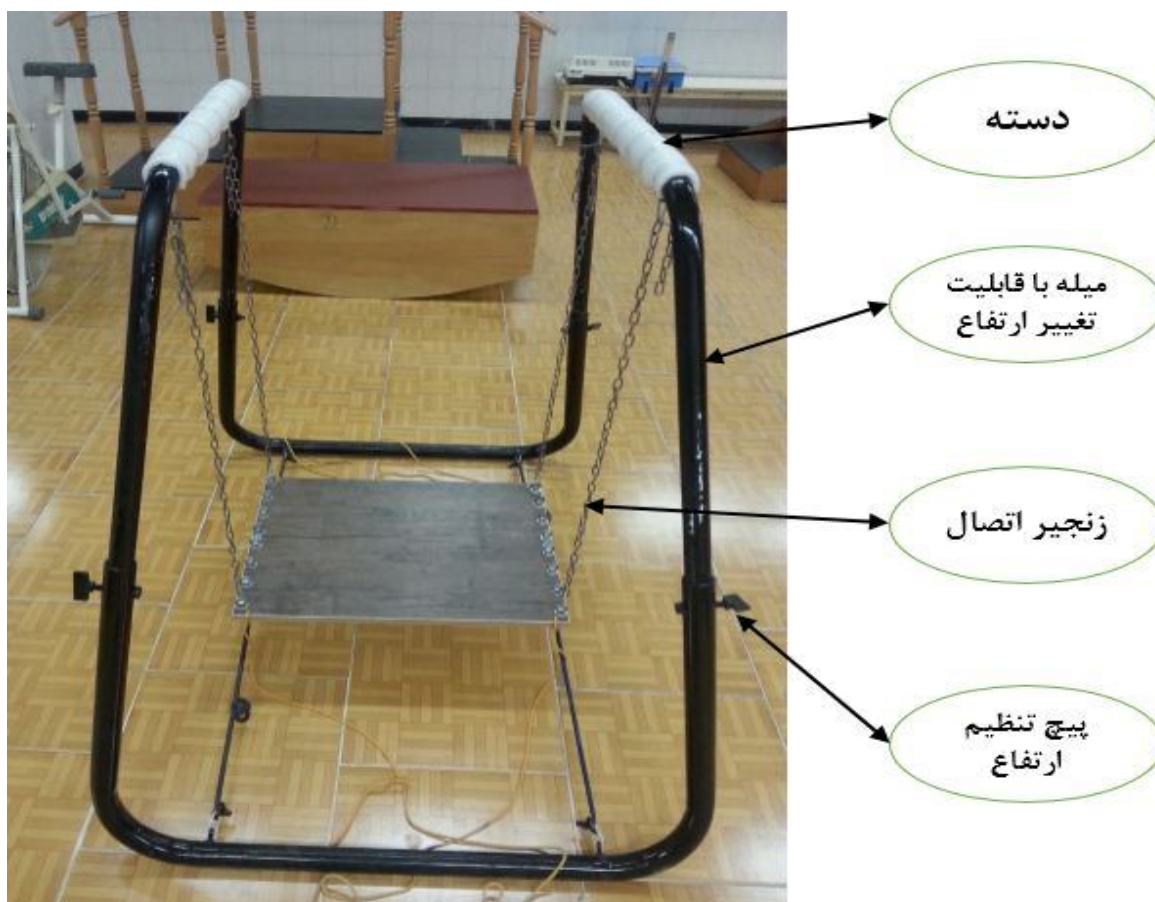 دسته
میله با قابلیت
تغییر ارتفاع
زنجیر اتصال
پیچ تنظیم
ارتفاع